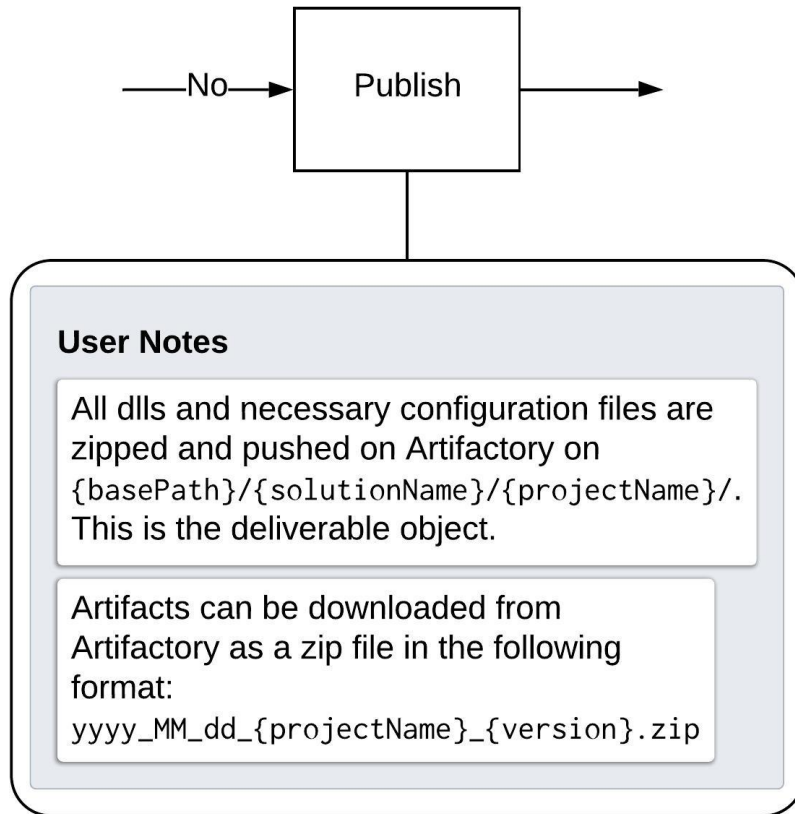 No
Publish
User Notes
All dlls and necessary configuration files are
zipped and pushed on Artifactory on
{basePath}/{solutionName}/{projectName}/.
This is the deliverable object.
Artifacts can be downloaded from
Artifactory as a zip file in the following
format:
yyyy_MM_dd_{projectName}_{version}.zip